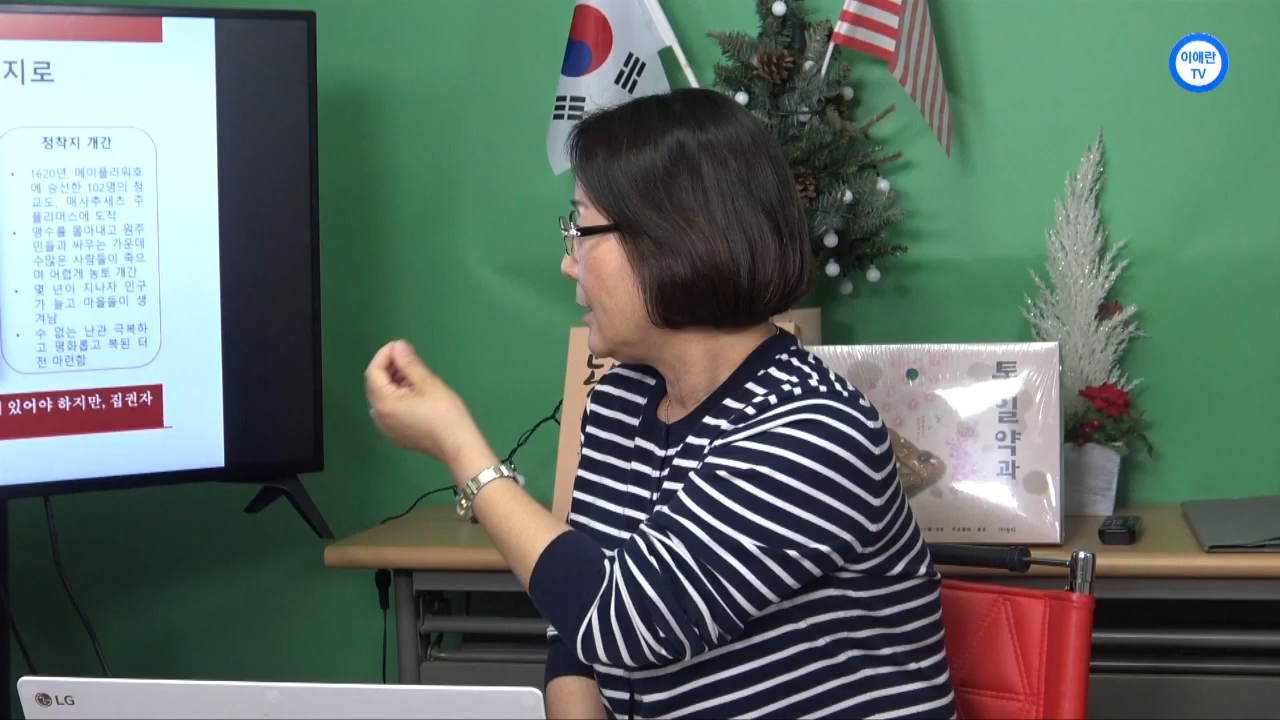 지로
정착지 개간
• 1620년, 메이플라워호
에 승선한 102명의 청
교도, 매사추세츠 주
플리머스에 도착
• 맹수를 몰아내고 원주
민들과 싸우는 가운데
수많은 사람들이 죽으
며 어렵게 농토 개간
• 몇 년이 지나자 인구
가 늘고 마을들이 생
겨남
• 수 없는 난관 극복하
고 평화롭고 복된 터
전 마련함
있어야 하지만, 집권자
이애란
TV
통일약과
LG